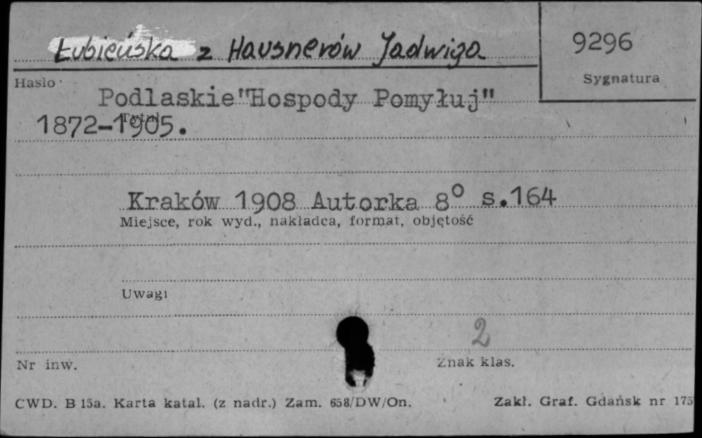 Łubieńska z Hausnerów Jadwiga
9296
Hasło
Sygnatura
Podlaskie "Hospody Pomyłuj"
1872-1905.
Tytuł
Kraków 1908 Autorka 8° s.164
Miejsce, rok wyd., nakładca, format, objętość
Uwagi
2
Nr inw.
Znak klas.
CWD. B 15a. Karta katal. (z nadr.) Zam. 658/DW/On.
Zakł. Graf. Gdańsk nr 175